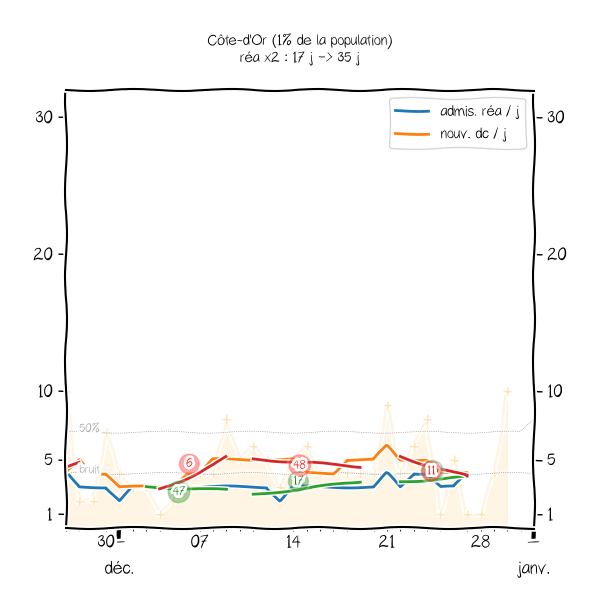 Côte-d'Or (1% de la population)
réa x2 : 17 j -> 35 j
admis. réa / j
nouv. dc / j
30 30
20 20
10 10
50%
6 48
5 5
bruit 11
17
47
1 1
30 07 14 21 28
déc. janv.